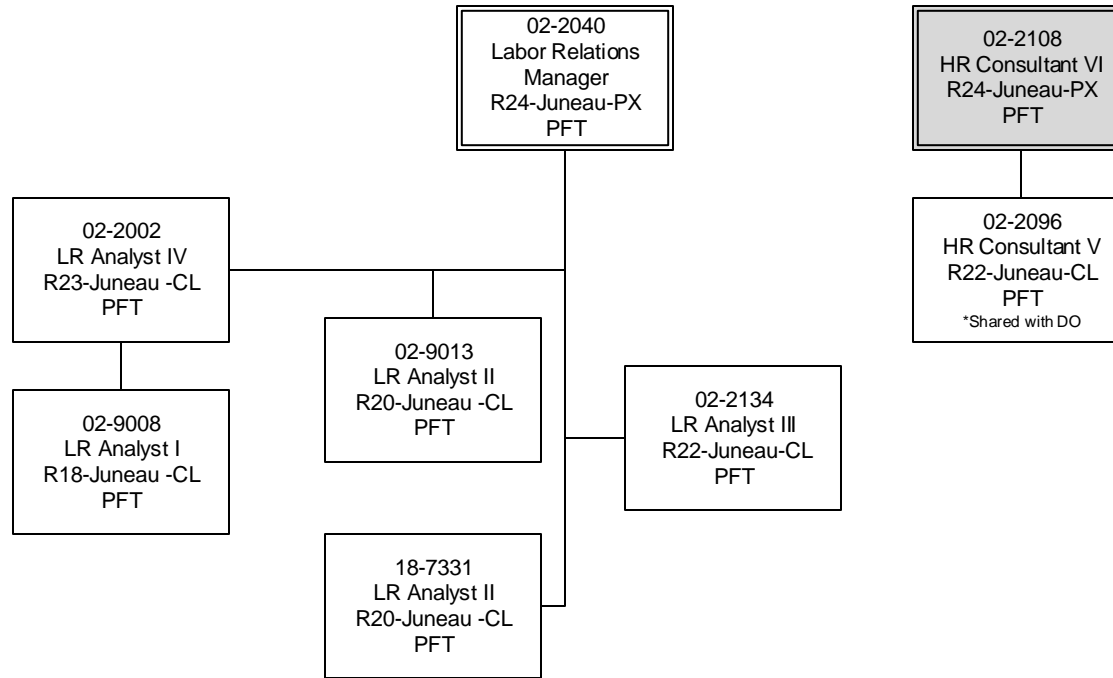 02-2040
Labor Relations
Manager
R24-Juneau-PX
PFT
02-2108
HR Consultant VI
R24-Juneau-PX
PFT
02-2002
LR Analyst IV
R23-Juneau -CL
PFT
02-2096
HR Consultant V
R22-Juneau-CL
PFT
*Shared with DO
02-9013
LR Analyst II
R20-Juneau -CL
PFT
02-9008
LR Analyst I
R18-Juneau -CL
PFT
02-2134
LR Analyst III
R22-Juneau-CL
PFT
18-7331
LR Analyst II
R20-Juneau -CL
PFT